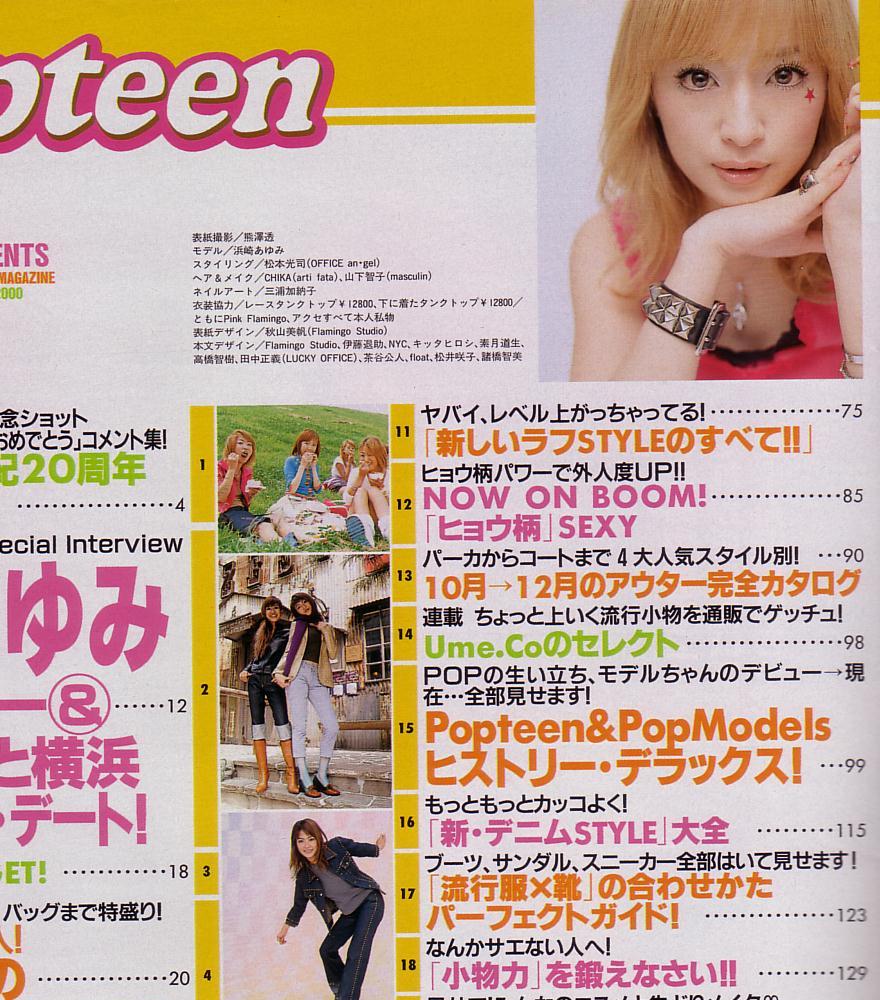 pteen
ENTS
MAGAZINE
2000
表紙撮影／熊澤透
モデル／浜崎あゆみ
スタイリング／松本光司(OFFICE an・gel)
ヘア＆メイク／CHIKA(arti fata)、山下智子(masculin)
ネイルアート／三浦加納子
衣装協力／レースタンクトップ￥12800、下に着たタンクトップ￥12800／
ともにPink Flamingo、アクセすべて本人私物
表紙デザイン／秋山美帆(Flamingo Studio)
本文デザイン／Flamingo Studio、伊藤退助、NYC、キッタヒロシ、素月道生、
高橋智樹、田中正義(LUCKY OFFICE)、茶谷公人、float、松井咲子、諸橋智美
念ショット
おめでとう」コメント集!
紀20周年
4
1
ecial Interview
ゆみ
&
12
と横浜
・デート!
2
GET!
18
3
バッグまで特盛り!
人!
の
20
4
11
ヤバイ、レベル上がっちゃってる!
75
「新しいラフSTYLEのすべて!!」
12
ヒョウ柄パワーで外人度UP!!
NOW ON BOOM!
85
「ヒョウ柄」SEXY
13
パーカからコートまで 4 大人気スタイル別!
90
10月→12月のアウター完全カタログ
14
連載 ちょっと上いく流行小物を通販でゲッチュ!
Ume.Coのセレクト
98
15
POPの生い立ち、モデルちゃんのデビュー→現
在…全部見せます!
Popteen&PopModels
ヒストリー・デラックス!
99
16
もっともっとカッコよく!
「新・デニムSTYLE」大全
115
17
ブーツ、サンダル、スニーカー全部はいて見せます!
「流行服×靴」の合わせかた
パーフェクトガイド!
123
18
なんかサエない人へ!
「小物力」を鍛えなさい!!
129